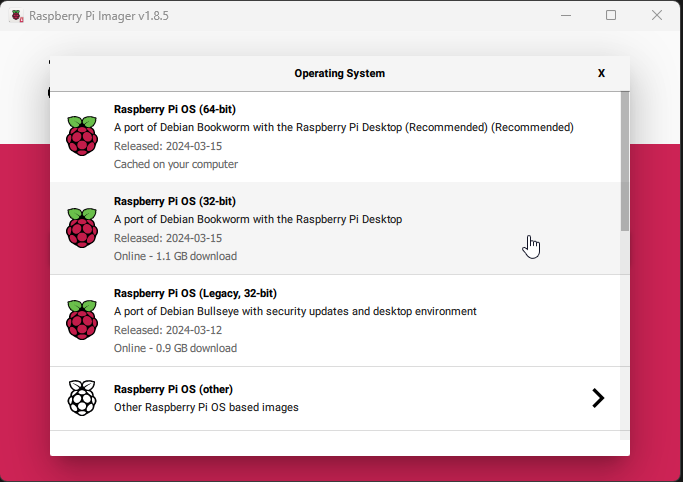 Raspberry Pi Imager v1.8.5
Operating System
X
Raspberry Pi OS (64-bit)
A port of Debian Bookworm with the Raspberry Pi Desktop (Recommended) (Recommended)
Released: 2024-03-15
Cached on your computer
Raspberry Pi OS (32-bit)
A port of Debian Bookworm with the Raspberry Pi Desktop
Released: 2024-03-15
Online - 1.1 GB download
Raspberry Pi OS (Legacy, 32-bit)
A port of Debian Bullseye with security updates and desktop environment
Released: 2024-03-12
Online - 0.9 GB download
Raspberry Pi OS (other)
Other Raspberry Pi OS based images